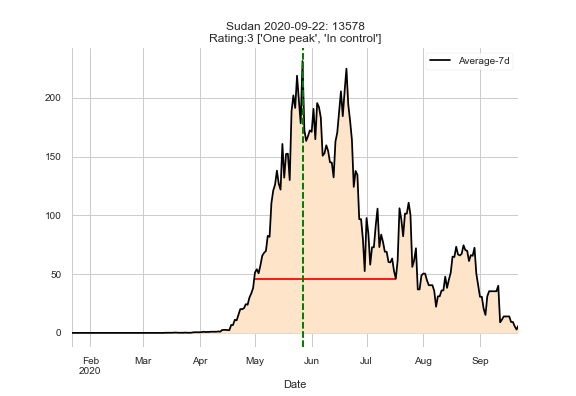 Sudan 2020-09-22: 13578
Rating:3 ['One peak', 'In control']
Average-7d
200
150
100
50
0
Feb
2020
Mar
Apr
May
Jun
Jul
Aug
Sep
Date